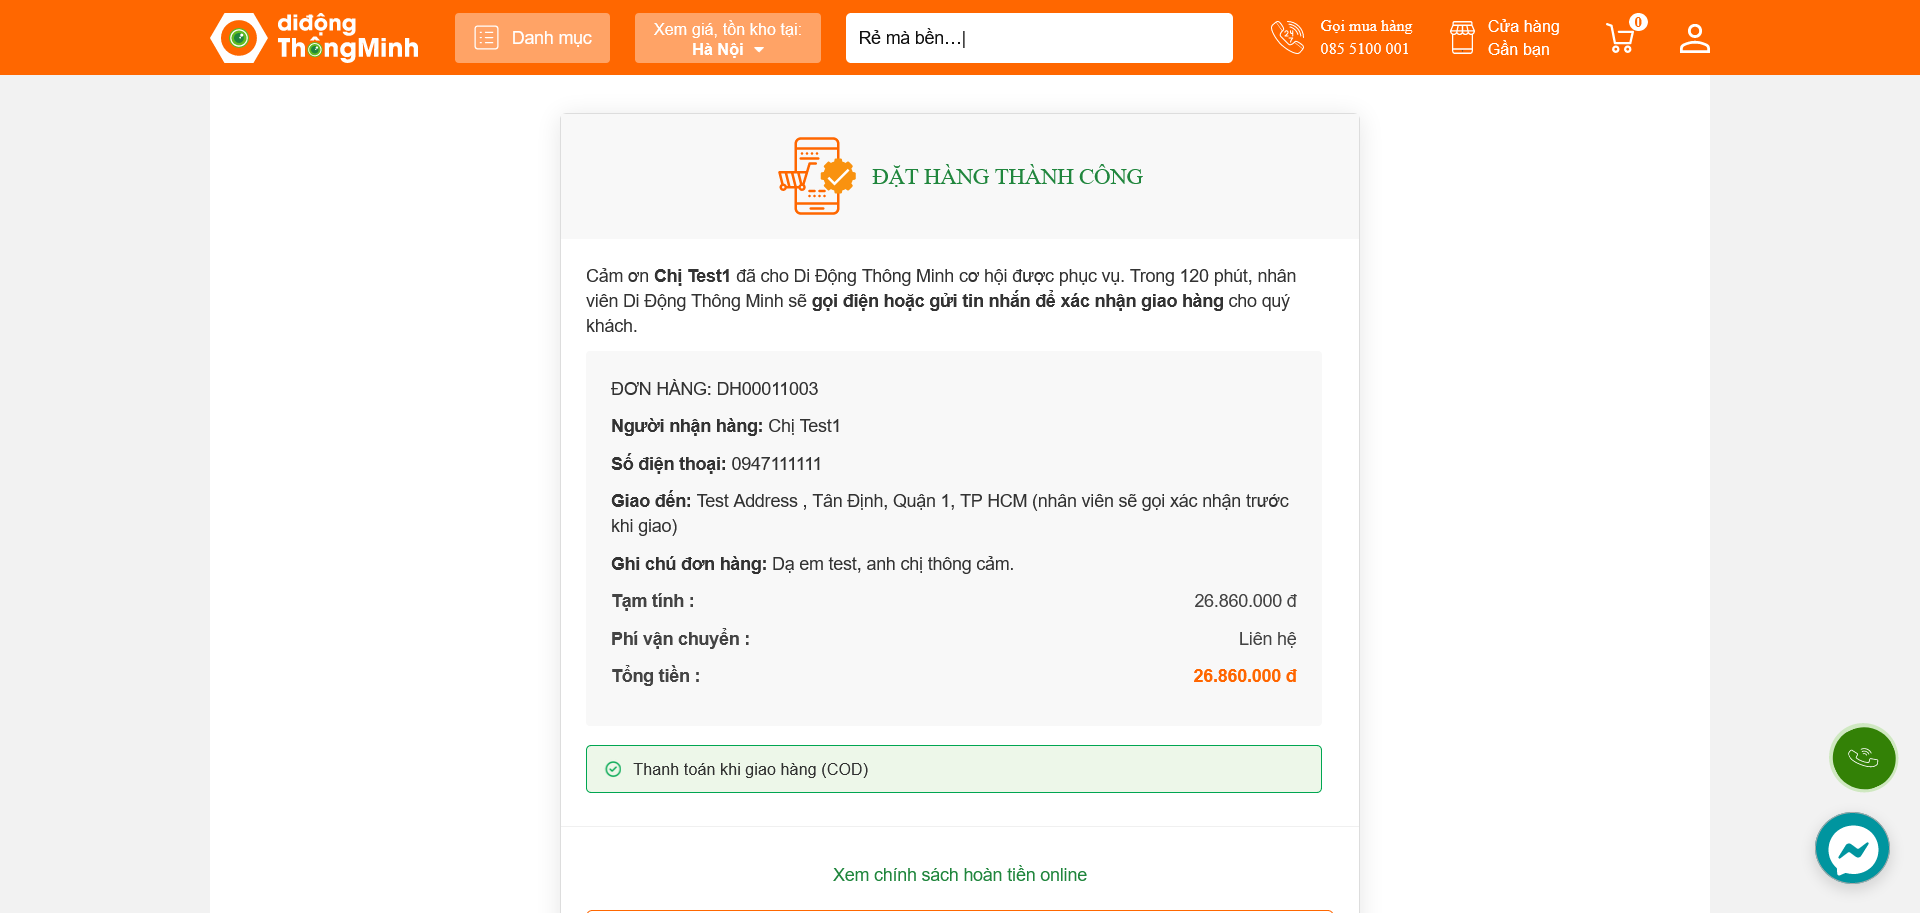 diđộng
ThôngMinh
Danh mục
Xem giá, tồn kho tại:
Hà Nội
Rẻ mà bền...|
Gọi mua hàng
085 5100 001
Cửa hàng
Gần bạn
0
ĐẶT HÀNG THÀNH CÔNG
Cảm ơn Chị Test1 đã cho Di Động Thông Minh cơ hội được phục vụ. Trong 120 phút, nhân
viên Di Động Thông Minh sẽ gọi điện hoặc gửi tin nhắn để xác nhận giao hàng cho quý
khách.
ĐƠN HÀNG: DH00011003
Người nhận hàng: Chị Test1
Số điện thoại: 0947111111
Giao đến: Test Address , Tân Định, Quận 1, TP HCM (nhân viên sẽ gọi xác nhận trước
khi giao)
Ghi chú đơn hàng: Dạ em test, anh chị thông cảm.
Tạm tính : 26.860.000 đ
Phí vận chuyển : Liên hệ
Tổng tiền : 26.860.000 đ
Thanh toán khi giao hàng (COD)
Xem chính sách hoàn tiền online